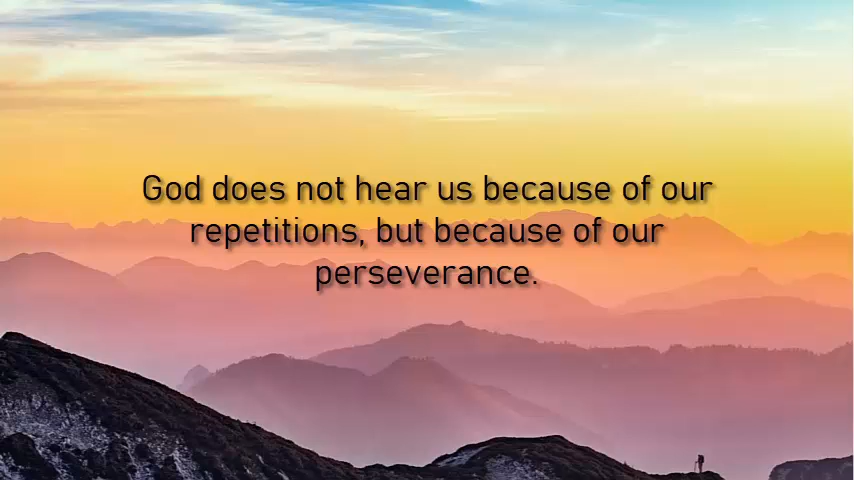 God does not hear us because of our
repetitions, but because of our
perseverance.